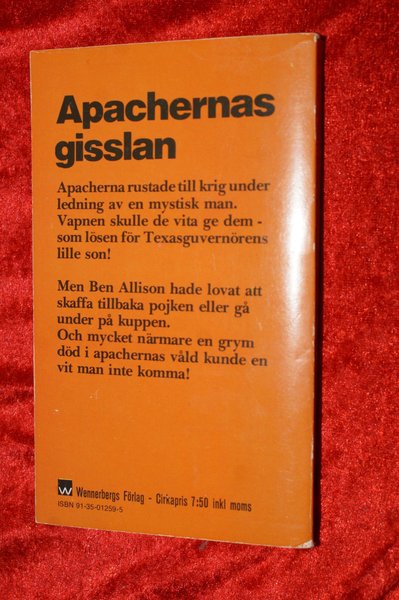 Apachernas
gisslan
Apacherna rustade till krig under
ledning av en mystisk man.
Vapnen skulle de vita ge dem -
som lösen för Texasguvernörens
lille son!
Men Ben Allison hade lovat att
skaffa tillbaka pojken eller gå
under på kuppen.
Och mycket närmare en grym
död i apachernas våld kunde en
vit man inte komma!
W Wennerbergs Förlag - Cirkapris 7:50 inkl moms
ISBN 91-35-01259-5